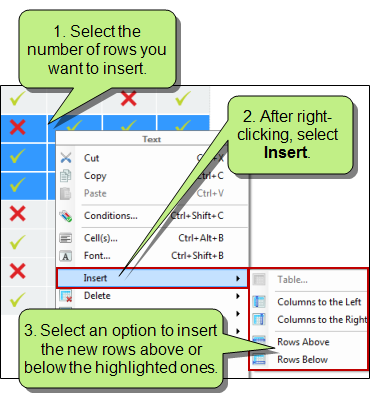 1. Select the
number of rows you
want to insert.
2. After right-
clicking, select
Insert.
Text
Cut
Copy Ctrl+C
Paste Ctrl+V
Conditions... Ctrl+Shift+C
Cell(s)... Ctrl+Alt+B
Font... Ctrl+Shift+B
Insert
Delete
Table...
Columns to the Left
Columns to the Right
Rows Above
Rows Below
3. Select an option to insert
the new rows above or
below the highlighted ones.